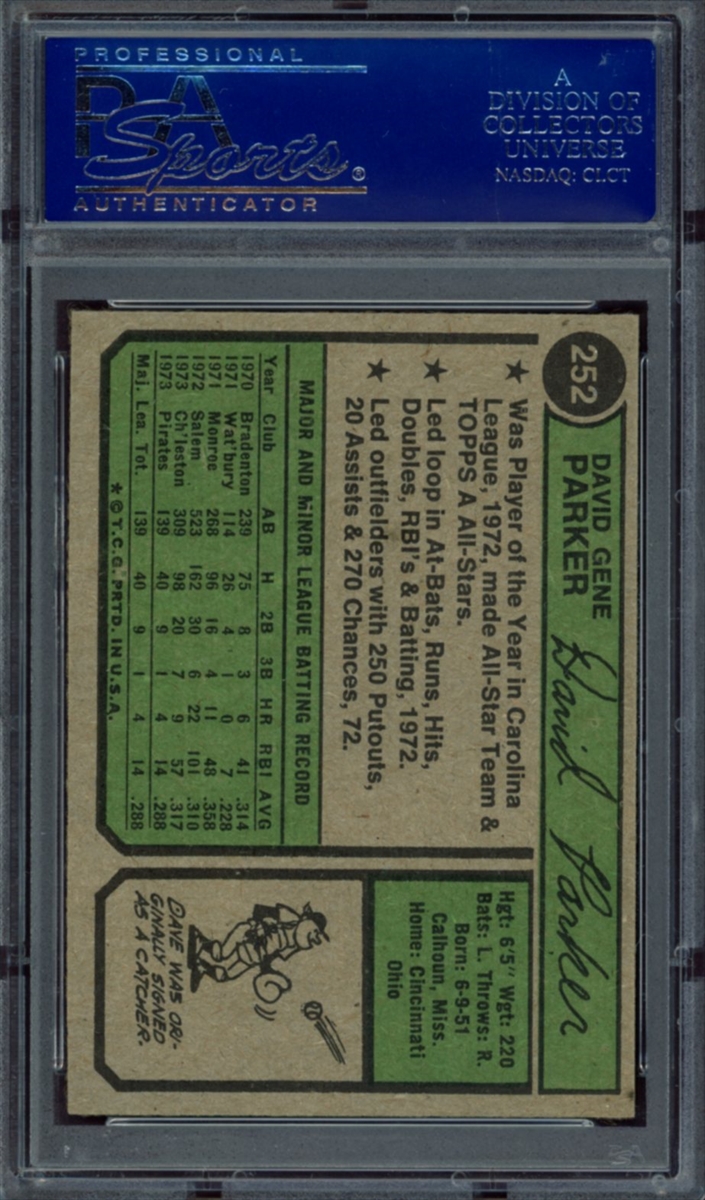 PROFESSIONAL
PSA
Sports®
AUTHENTICATOR
A
DIVISION OF
COLLECTORS
UNIVERSE
NASDAQ: CLCT
252
DAVID GENE
PARKER
David Parker
★ Was Player of the Year in Carolina
League, 1972, made All-Star Team &
TOPPS A All-Stars.
★ Led loop in At-Bats, Runs, Hits,
Doubles, RBI's & Batting, 1972.
★ Led outfielders with 250 Putouts,
20 Assists & 270 Chances, 72.
MAJOR AND MINOR LEAGUE BATTING RECORD
Year Club AB H 2B 3B HR RBI AVG
1970 Bradenton 239 75 8 3 6 41 .314
1971 Wat'bury 114 26 4 1 0 7 .228
1971 Monroe 268 96 16 4 11 48 .358
1972 Salem 523 162 30 6 22 101 .310
1973 Ch'leston 309 98 20 7 9 57 .317
1973 Pirates 139 40 9 1 4 14 .288
Maj. Lea. Tot. 139 40 9 1 4 14 .288
*© T.C.G. PRTD. IN U.S.A.
Hgt: 6'5" Wgt: 220
Bats: L. Throws: R.
Born: 6-9-51
Calhoun, Miss.
Home: Cincinnati
Ohio
DAVE WAS ORI-
GINALLY SIGNED
AS A CATCHER.